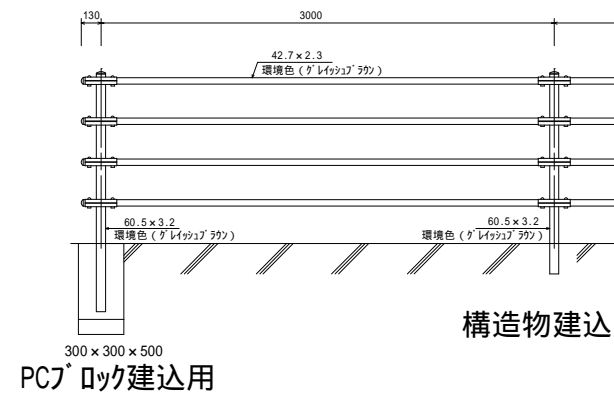 130
3000
42.7×2.3
環境色(グレイッシュブラウン)
60.5×3.2
環境色(グレイッシュブラウン)
60.5×3.2
環境色(グレイッシュブラウン)
構造物建込
300×300×500
PCブロック建込用